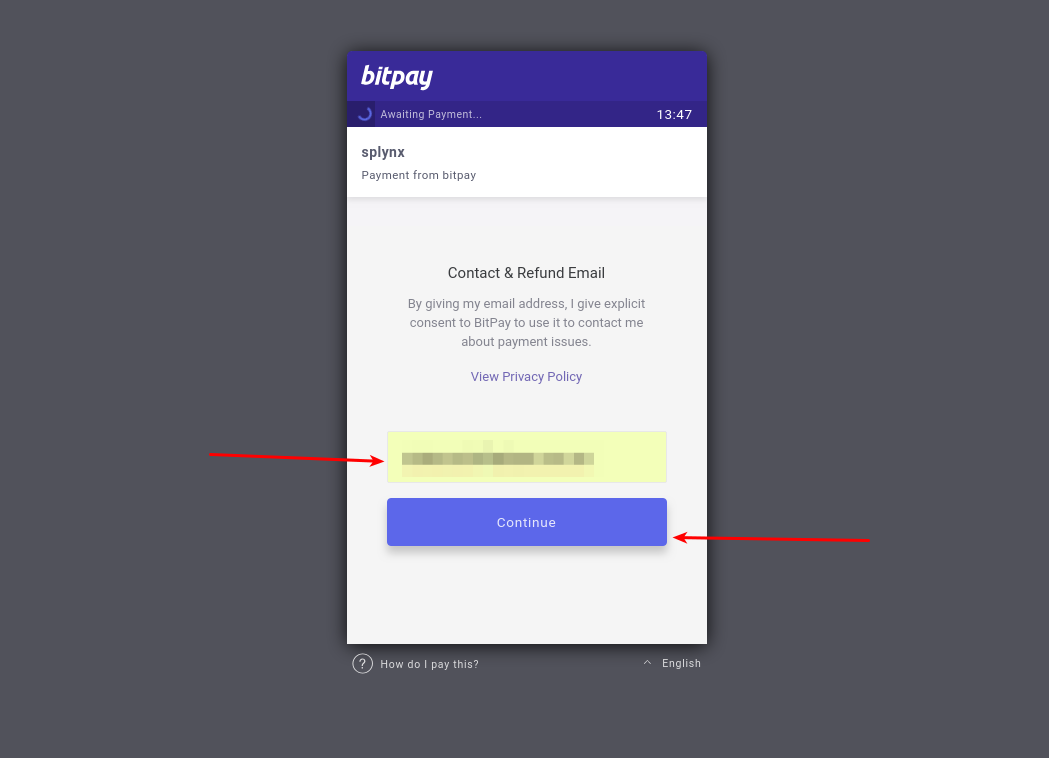 bitpay
Awaiting Payment... 13:47
splynx
Payment from bitpay
Contact & Refund Email
By giving my email address, I give explicit
consent to BitPay to use it to contact me
about payment issues.
View Privacy Policy
Continue
? How do I pay this? English